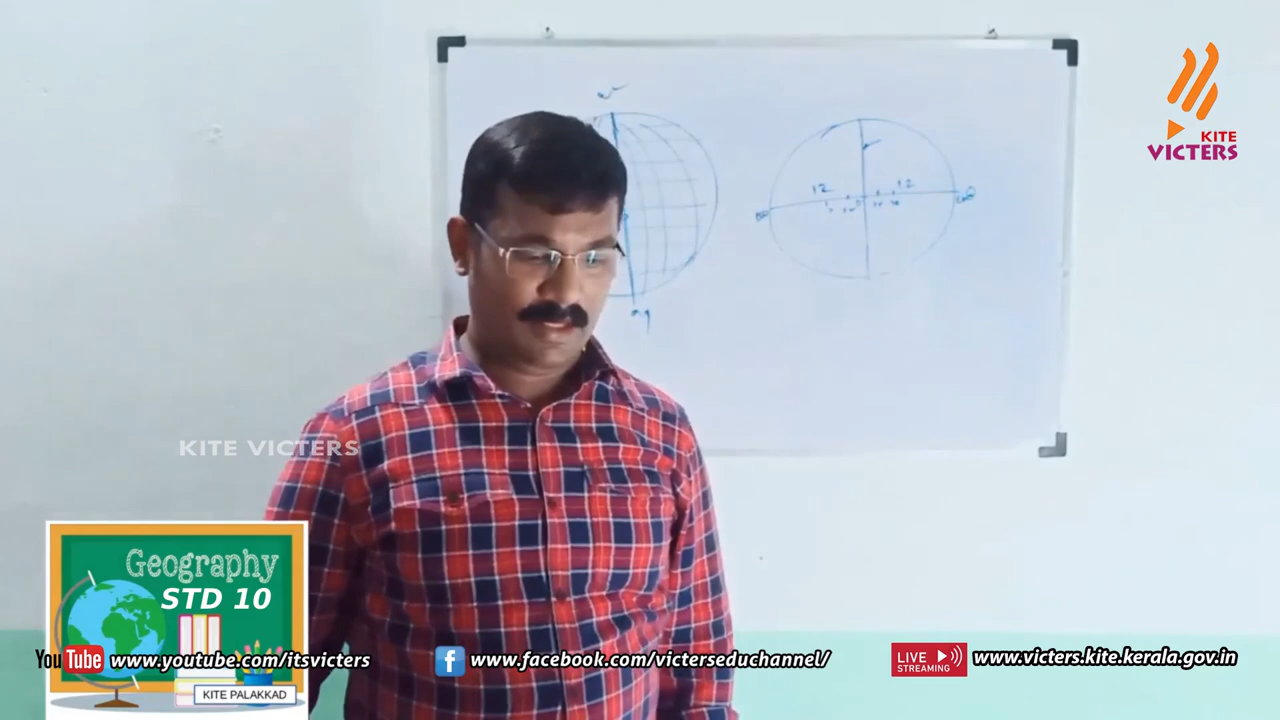 KITE
VICTERS
12 12
KITE VICTERS
Geography
STD 10
KITE PALAKKAD
YouTube www.youtube.com/itsvicters
f www.facebook.com/victerseduchannel/
LIVE
STREAMING
www.victers.kite.kerala.gov.in